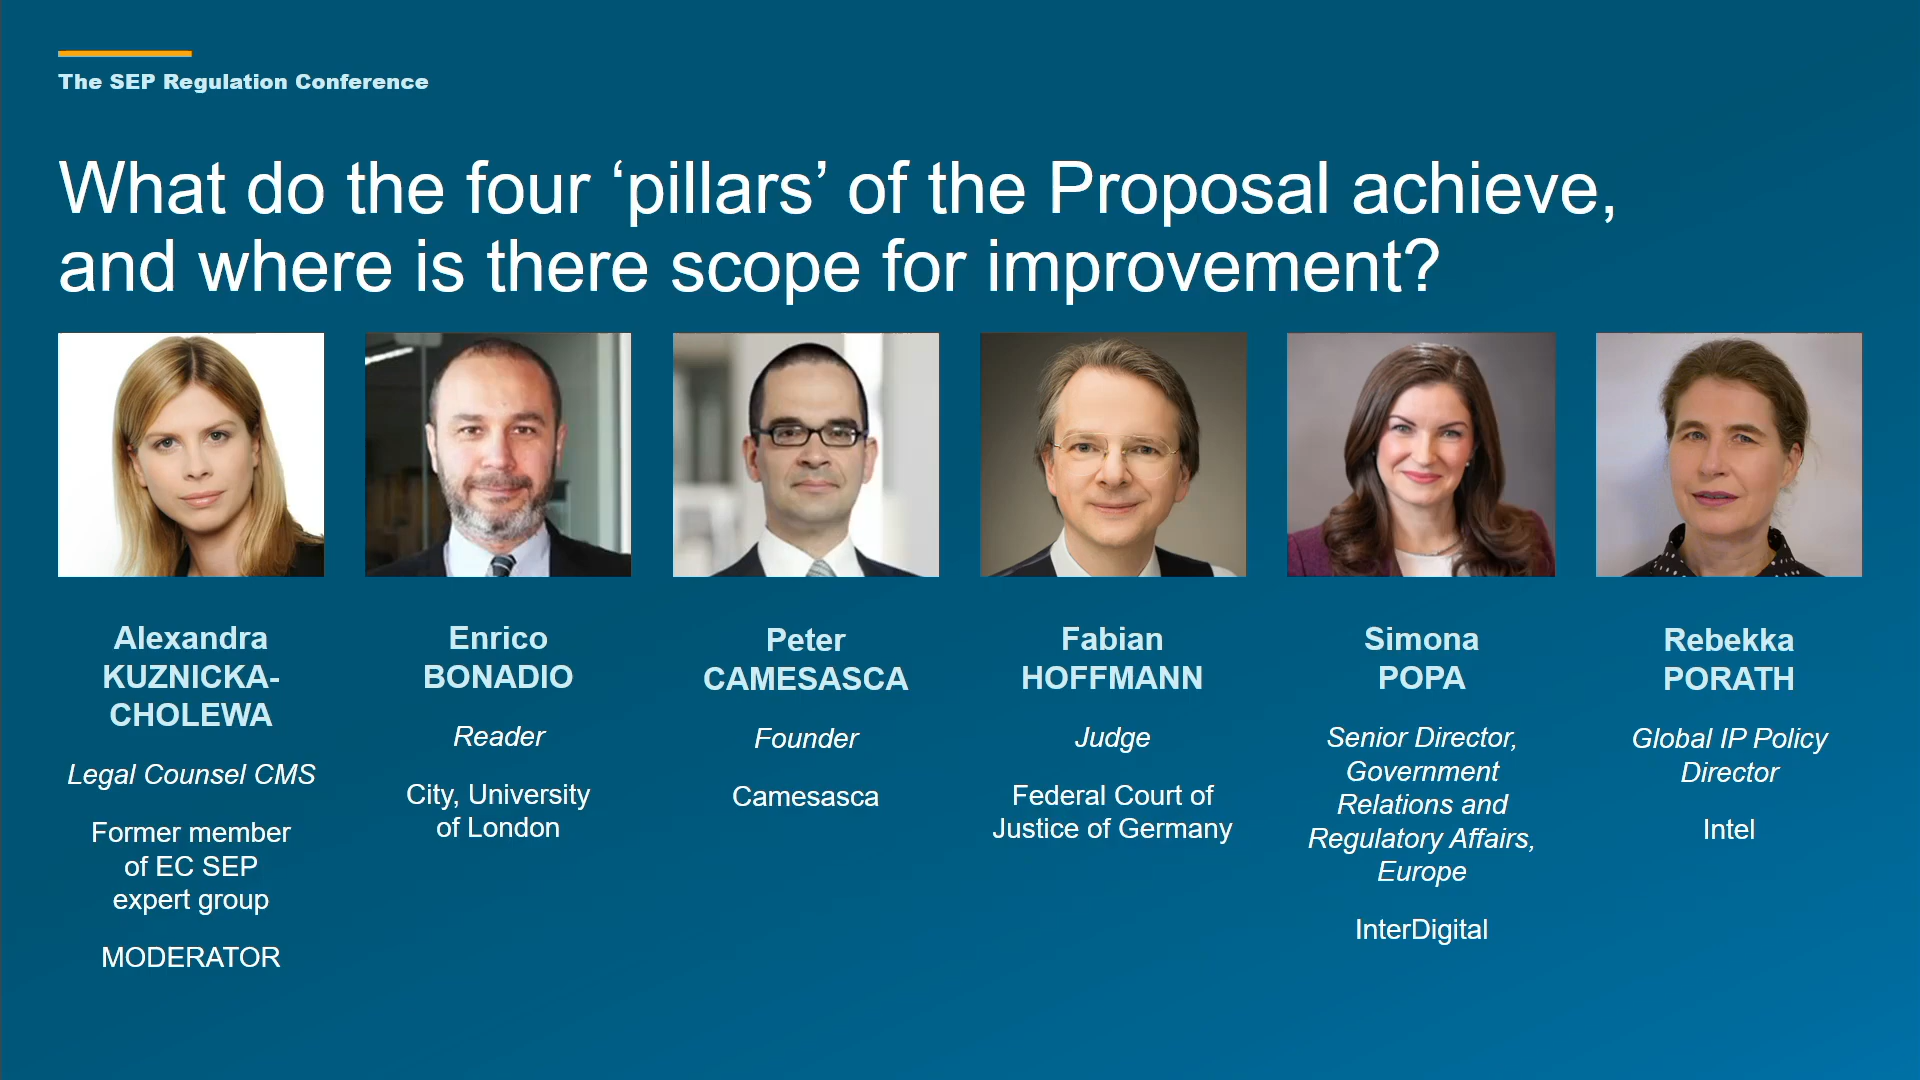 The SEP Regulation Conference
What do the four ‘pillars’ of the Proposal achieve,
and where is there scope for improvement?
Alexandra
KUZNICKA-
CHOLEWA
Legal Counsel CMS
Former member
of EC SEP
expert group
MODERATOR
Enrico
BONADIO
Reader
City, University
of London
Peter
CAMESASCA
Founder
Camesasca
Fabian
HOFFMANN
Judge
Federal Court of
Justice of Germany
Simona
POPA
Senior Director,
Government
Relations and
Regulatory Affairs,
Europe
InterDigital
Rebekka
PORATH
Global IP Policy
Director
Intel